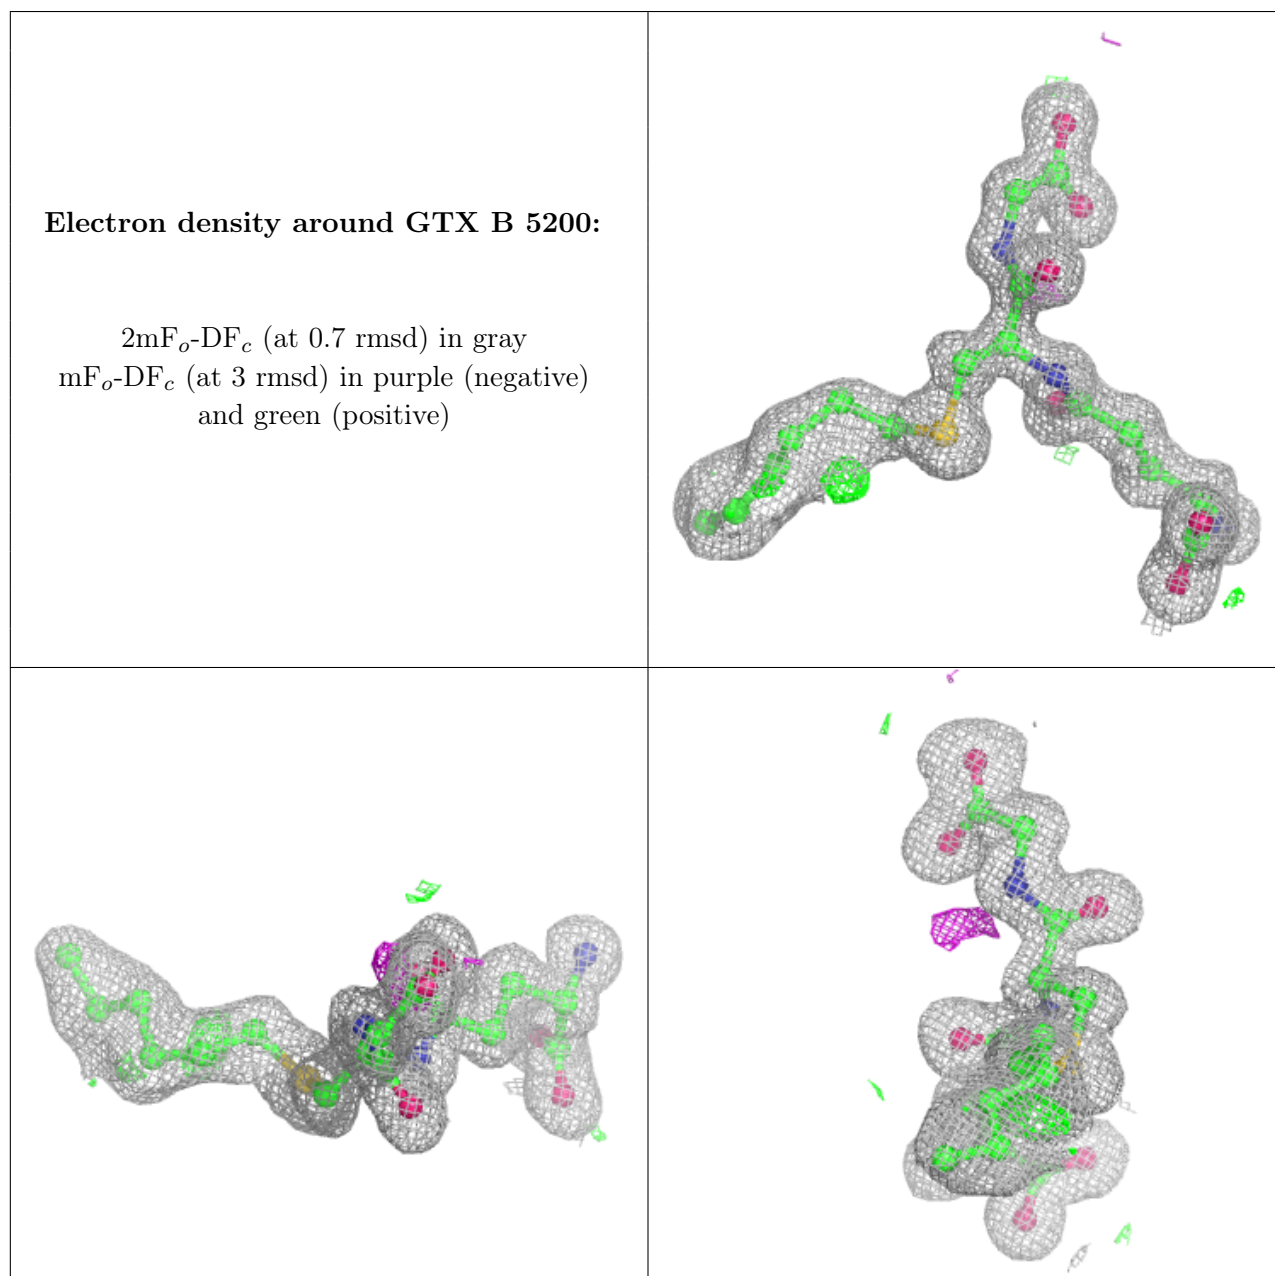 Electron density around GTX B 5200:
2mFo-DFc (at 0.7 rmsd) in gray
mFo-DFc (at 3 rmsd) in purple (negative)
and green (positive)